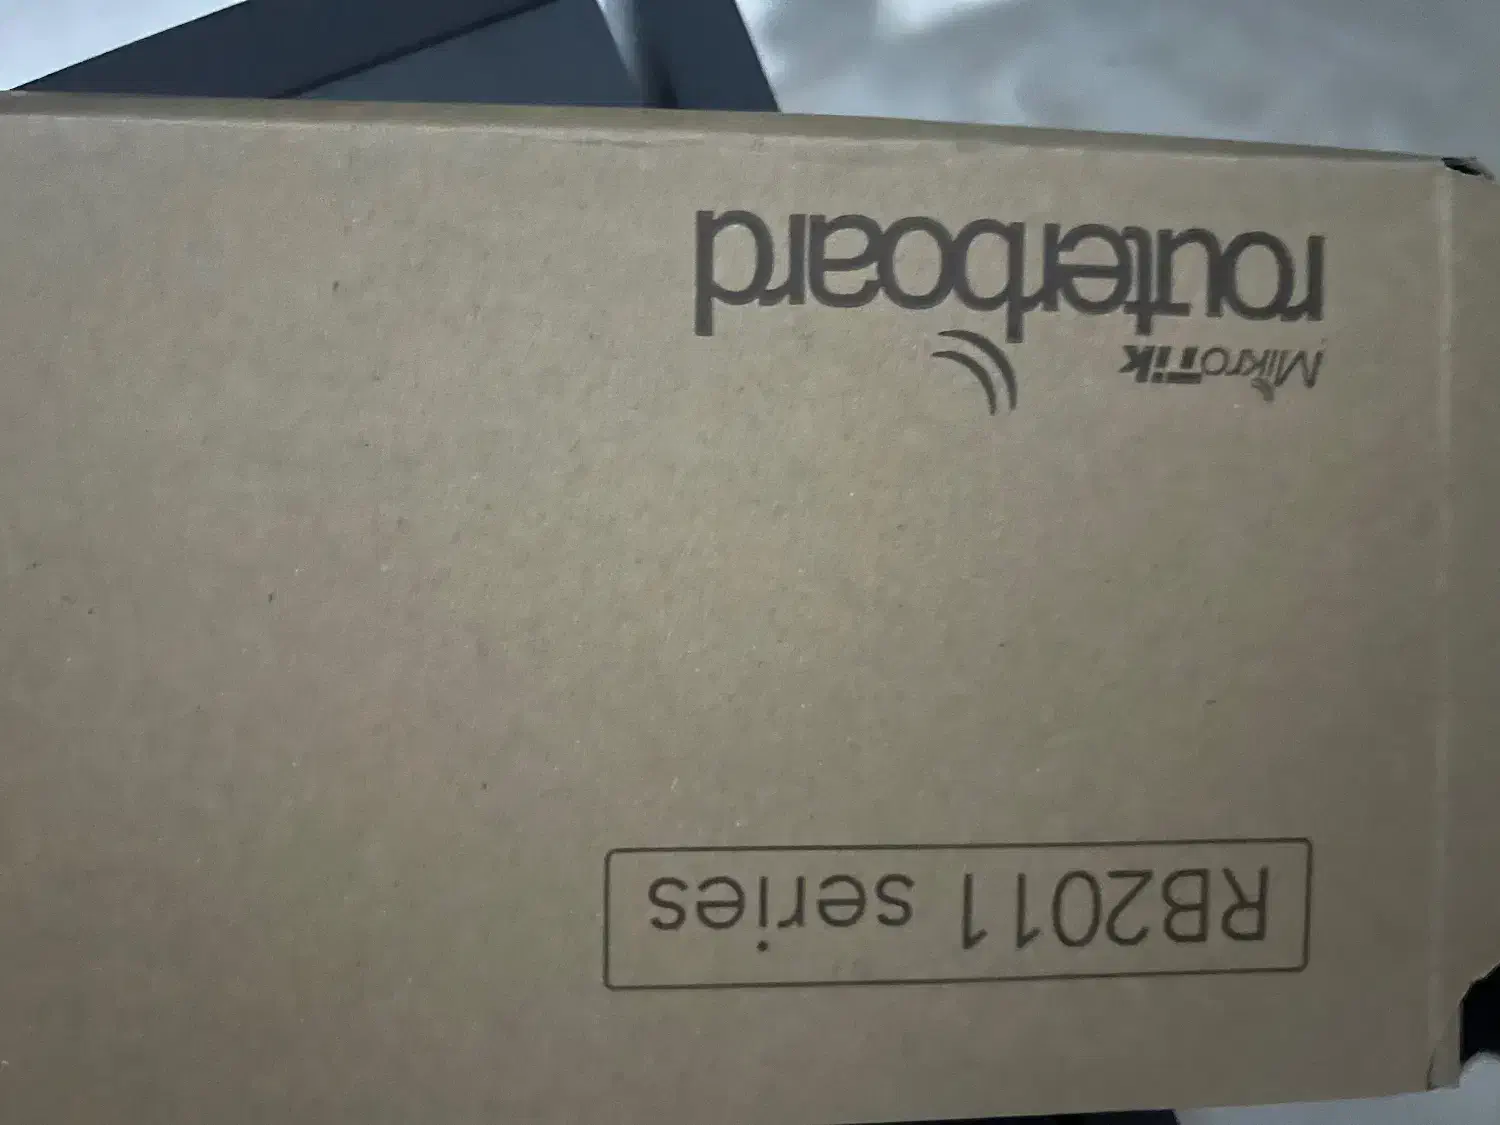 RB2011 series
MikroTik
routerboard